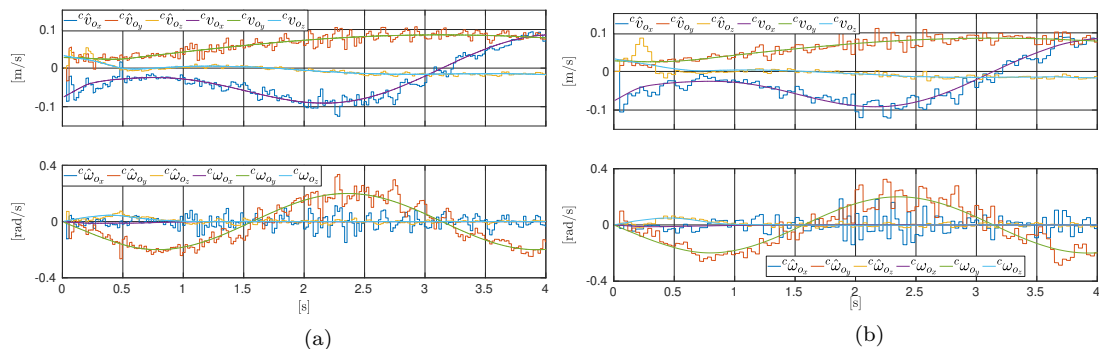 ᶜv̂ₒₓ ᶜv̂ₒᵧ ᶜv̂ₒ_z ᶜvₒₓ ᶜvₒᵧ ᶜvₒ_z
0.1
0
-0.1
[m/s]
ᶜω̂ₒₓ ᶜω̂ₒᵧ ᶜω̂ₒ_z ᶜωₒₓ ᶜωₒᵧ ᶜωₒ_z
0.4
0
-0.4
[rad/s]
0 0.5 1 1.5 2 2.5 3 3.5 4
[s]
(a)
ᶜv̂ₒₓ ᶜv̂ₒᵧ ᶜv̂ₒ_z ᶜvₒₓ ᶜvₒᵧ ᶜvₒ_z
0.1
0
-0.1
[m/s]
0.4
0
-0.4
[rad/s]
ᶜω̂ₒₓ ᶜω̂ₒᵧ ᶜω̂ₒ_z ᶜωₒₓ ᶜωₒᵧ ᶜωₒ_z
0 0.5 1 1.5 2 2.5 3 3.5 4
[s]
(b)